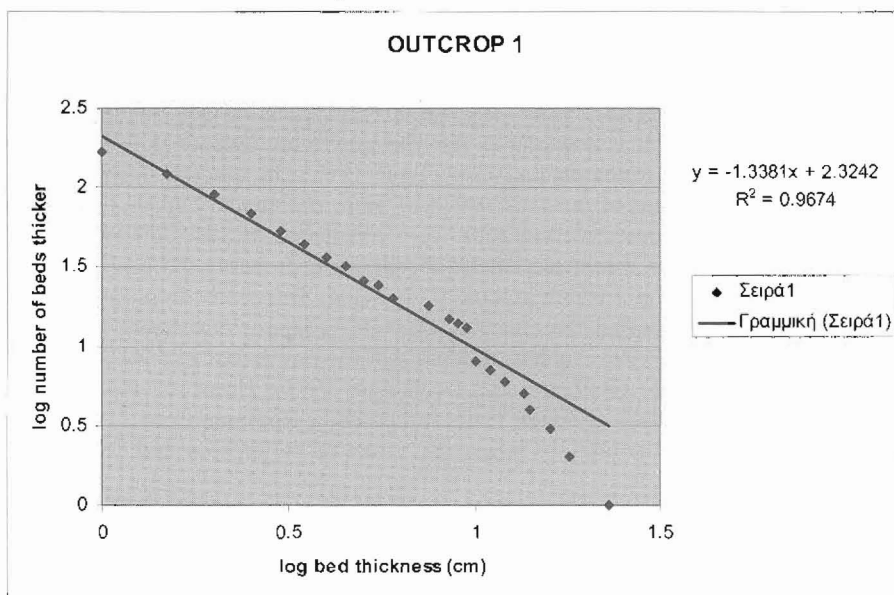 OUTCROP 1
2.5
2
1.5
1
0.5
0
0
0.5
1
1.5
log number of beds thicker
log bed thickness (cm)
y = -1.3381x + 2.3242
R² = 0.9674
Σειρά1
Γραμμική (Σειρά1)